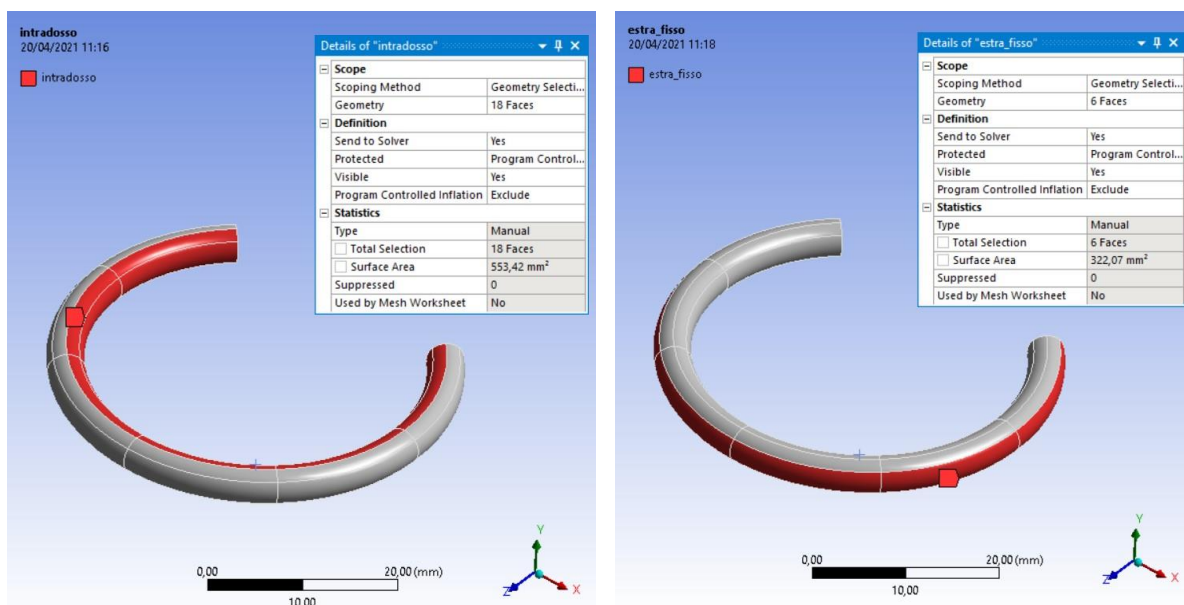 intradosso
20/04/2021 11:16
intradosso
Details of "intradosso"
Scope
Scoping Method Geometry Selecti...
Geometry 18 Faces
Definition
Send to Solver Yes
Protected Program Control...
Visible Yes
Program Controlled Inflation Exclude
Statistics
Type Manual
Total Selection 18 Faces
Surface Area 553,42 mm²
Suppressed 0
Used by Mesh Worksheet No
0,00 20,00 (mm)
10,00
Y
Z X
estra_fisso
20/04/2021 11:18
estra_fisso
Details of "estra_fisso"
Scope
Scoping Method Geometry Selecti...
Geometry 6 Faces
Definition
Send to Solver Yes
Protected Program Control...
Visible Yes
Program Controlled Inflation Exclude
Statistics
Type Manual
Total Selection 6 Faces
Surface Area 322,07 mm²
Suppressed 0
Used by Mesh Worksheet No
0,00 20,00 (mm)
10,00
Y
Z X